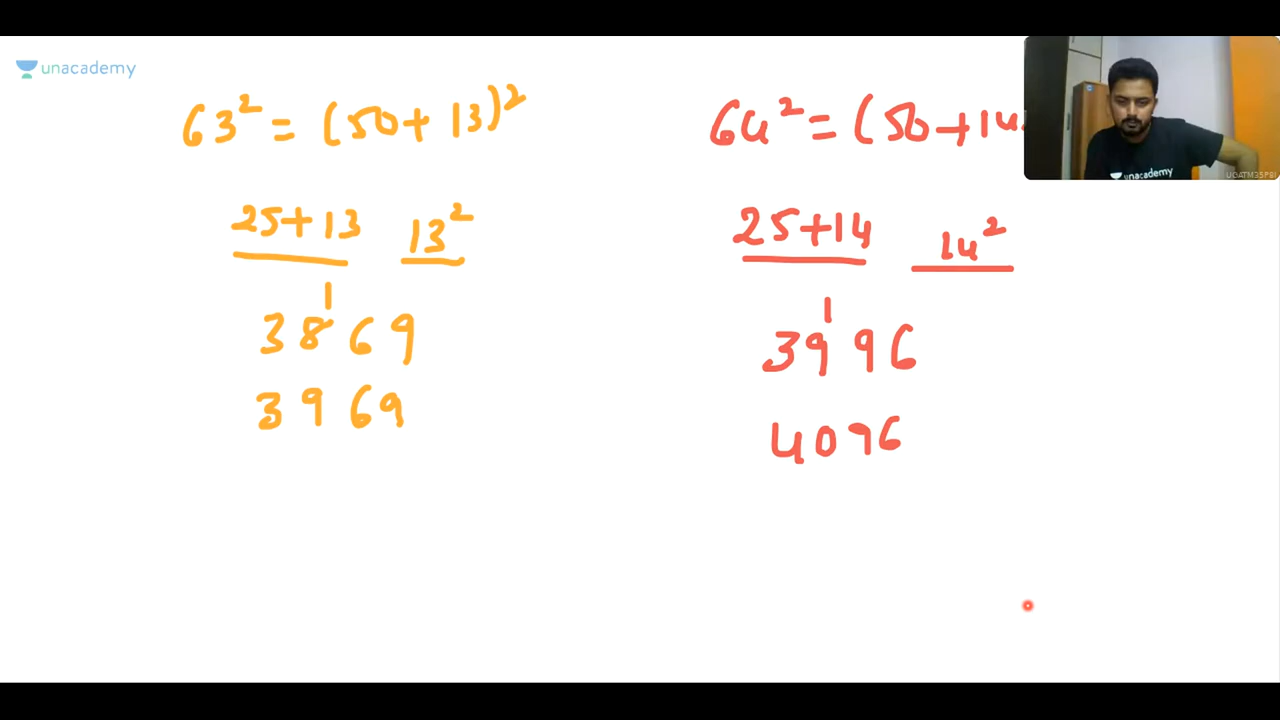 unacademy
63² = (50+13)²
25+13 13²
1
3869
3969
64² = (50+14
25+14 14²
1
3996
4096
unacademy